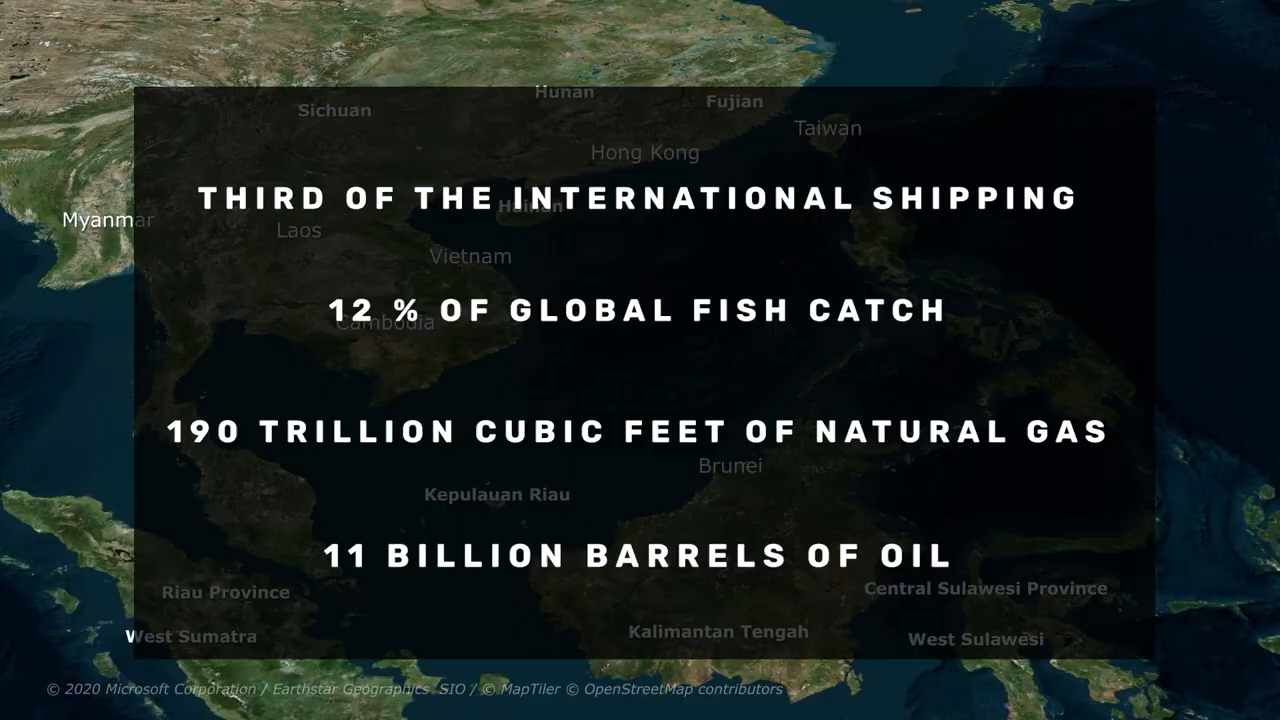 Hunan
Sichuan
Fujian
Taiwan
Hong Kong
THIRD OF THE INTERNATIONAL SHIPPING
Hainan
Myanmar
Laos
Vietnam
12 % OF GLOBAL FISH CATCH
Cambodia
190 TRILLION CUBIC FEET OF NATURAL GAS
Brunei
Kepulauan Riau
11 BILLION BARRELS OF OIL
Riau Province
Central Sulawesi Province
West Sumatra
Kalimantan Tengah
West Sulawesi
© 2020 Microsoft Corporation / Earthstar Geographics SIO / © MapTiler © OpenStreetMap contributors